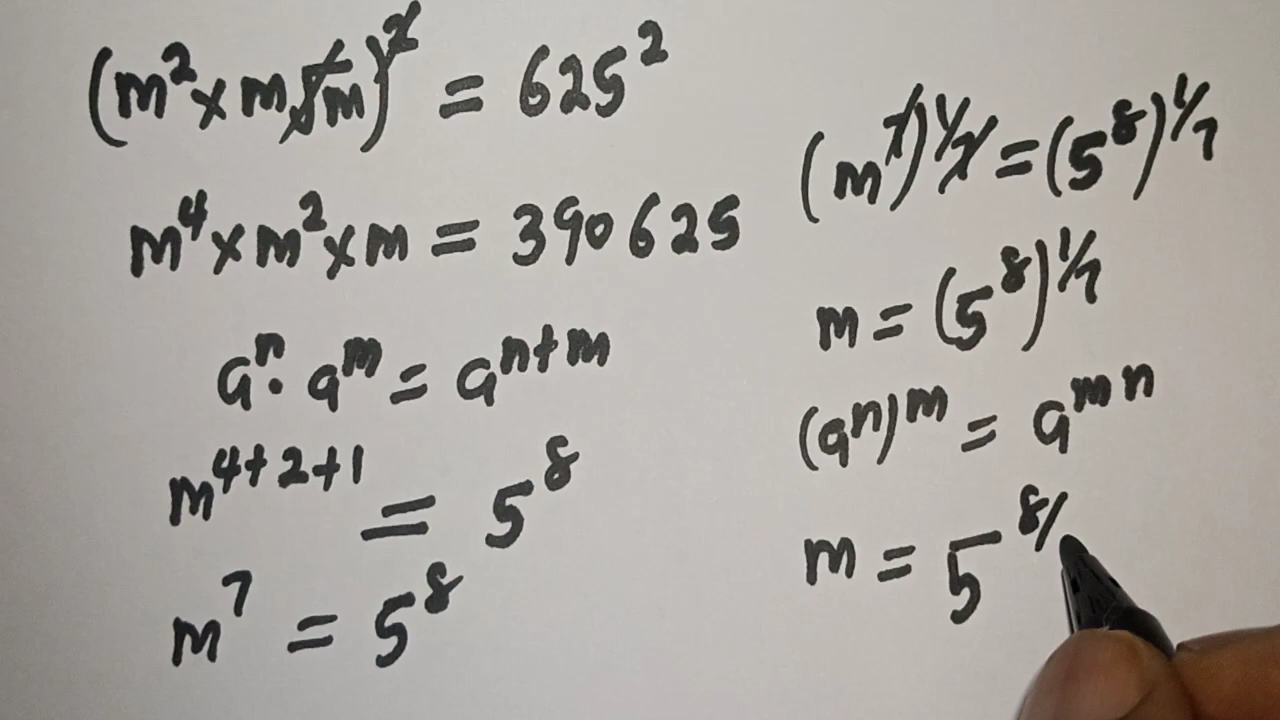 (m² × m√m)² = 625²
m⁴ × m² × m = 390625
aⁿ · aᵐ = aⁿ⁺ᵐ
m⁴⁺²⁺¹ = 5⁸
m⁷ = 5⁸
(m⁷)^1/7 = (5⁸)^1/7
m = (5⁸)^1/7
(aⁿ)ᵐ = aᵐⁿ
m = 5^8/